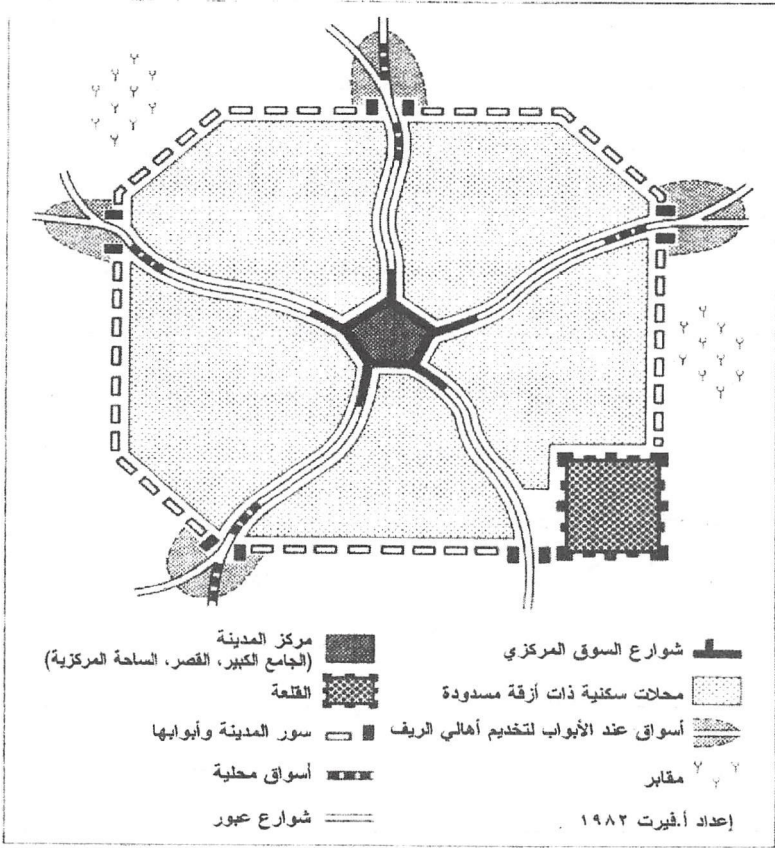 شوارع السوق المركزي
محلات سكنية ذات أزقة مسدودة
أسواق عند الأبواب لتخديم أهالي الريف
مقابر
إعداد أ.فيرت ١٩٨٢
مركز المدينة
(الجامع الكبير، القصر، الساحة المركزية)
القلعة
سور المدينة وأبوابها
أسواق محلية
شوارع عبور